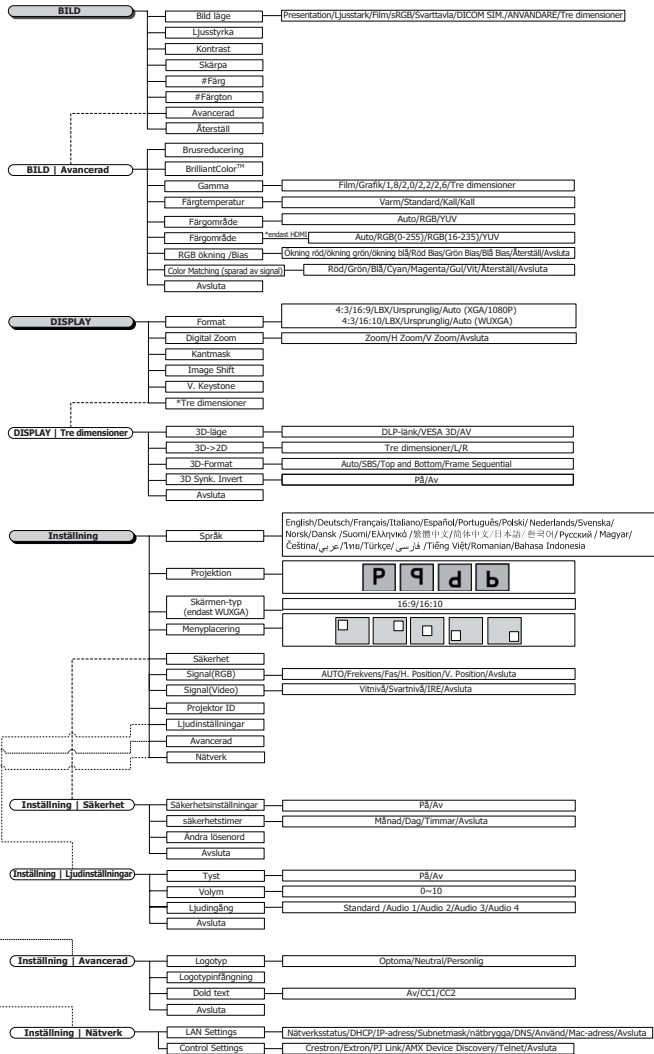 BILD
Bild läge
Presentation/Ljusstark/Film/sRGB/Svarttavla/DICOM SIM./ANVÄNDARE/Tre dimensioner
Ljusstyrka
Kontrast
Skärpa
#Färg
#Färgton
Avancerad
Återställ
BILD | Avancerad
Brusreducering
BrilliantColor™
Gamma
Film/Grafik/1,8/2,0/2,2/2,6/Tre dimensioner
Färgtemperatur
Varm/Standard/Kall/Kall
Färgområde
Auto/RGB/YUV
Färgområde
*endast HDMI
Auto/RGB(0-255)/RGB(16-235)/YUV
RGB ökning /Bias
Ökning röd/ökning grön/ökning blå/Röd Bias/Grön Bias/Blå Bias/Återställ/Avsluta
Color Matching (sparad av signal)
Röd/Grön/Blå/Cyan/Magenta/Gul/Vit/Återställ/Avsluta
Avsluta
DISPLAY
Format
4:3/16:9/LBX/Ursprunglig/Auto (XGA/1080P)
4:3/16:10/LBX/Ursprunglig/Auto (WUXGA)
Digital Zoom
Zoom/H Zoom/V Zoom/Avsluta
Kantmask
Image Shift
V. Keystone
*Tre dimensioner
DISPLAY | Tre dimensioner
3D-läge
DLP-länk/VESA 3D/AV
3D->2D
Tre dimensioner/L/R
3D-Format
Auto/SBS/Top and Bottom/Frame Sequential
3D Synk. Invert
På/Av
Avsluta
Inställning
Språk
English/Deutsch/Français/Italiano/Español/Português/Polski/Nederlands/Svenska/
Norsk/Dansk /Suomi/Ελληνικά /繁體中文/简体中文/日本語/한국어/Русский / Magyar/
Čeština/عربي/ไทย/Türkçe/فارسی /Tiếng Việt/Romanian/Bahasa Indonesia
Projektion
P P P P
Skärmen-typ
(endast WUXGA)
16:9/16:10
Menyplacering
Säkerhet
Signal(RGB)
AUTO/Frekvens/Fas/H. Position/V. Position/Avsluta
Signal(Video)
Vitnivå/Svartnivå/IRE/Avsluta
Projektor ID
Ljudinställningar
Avancerad
Nätverk
Inställning | Säkerhet
Säkerhetsinställningar
På/Av
säkerhetstimer
Månad/Dag/Timmar/Avsluta
Ändra lösenord
Avsluta
Inställning | Ljudinställningar
Tyst
På/Av
Volym
0~10
Ljudingång
Standard /Audio 1/Audio 2/Audio 3/Audio 4
Avsluta
Inställning | Avancerad
Logotyp
Optoma/Neutral/Personlig
Logotypinfångning
Dold text
Av/CC1/CC2
Avsluta
Inställning | Nätverk
LAN Settings
Nätverksstatus/DHCP/IP-adress/Subnetmask/nätbrygga/DNS/Använd/Mac-adress/Avsluta
Control Settings
Crestron/Extron/PJ Link/AMX Device Discovery/Telnet/Avsluta